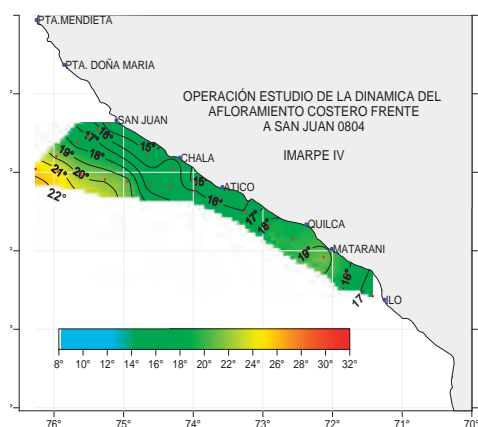 PTA.MENDIETA
PTA. DOÑA MARIA
OPERACIÓN ESTUDIO DE LA DINAMICA DEL
AFLORAMIENTO COSTERO FRENTE
A SAN JUAN 0804
IMARPE IV
SAN JUAN
16°
17°
15°
18°
19°
CHALA
21°
20°
15°
22°
ATICO
16°
17°
18°
QUILCA
19°
MATARANI
18°
17°
ILO
8° 10° 12° 14° 16° 18° 20° 22° 24° 26° 28° 30° 32°
76° 75° 74° 73° 72° 71° 70°